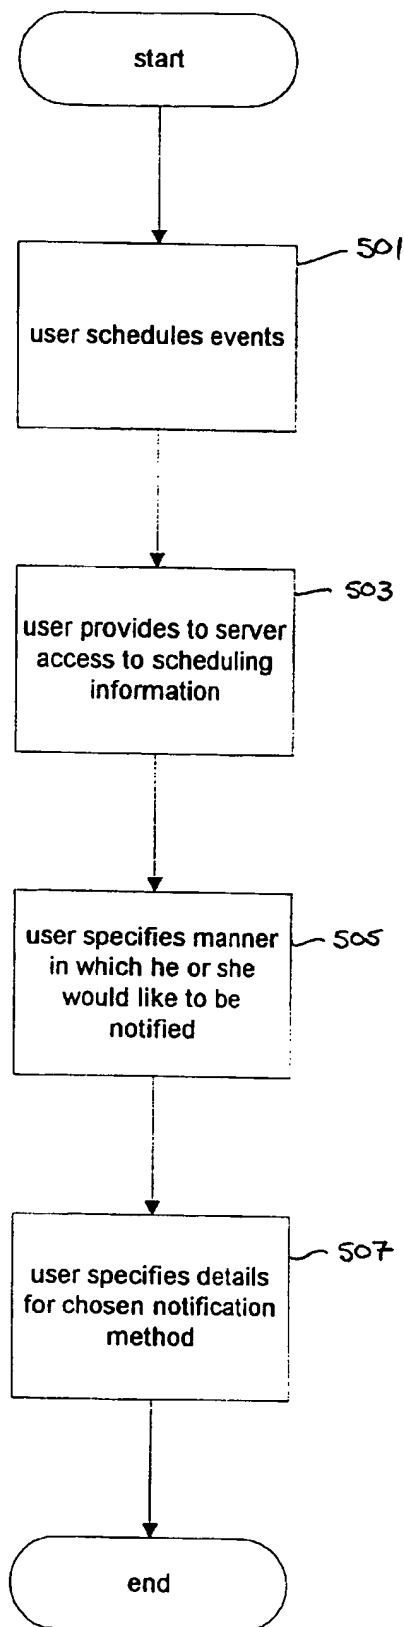 start
501
user schedules events
503
user provides to server
access to scheduling
information
505
user specifies manner
in which he or she
would like to be
notified
507
user specifies details
for chosen notification
method
end